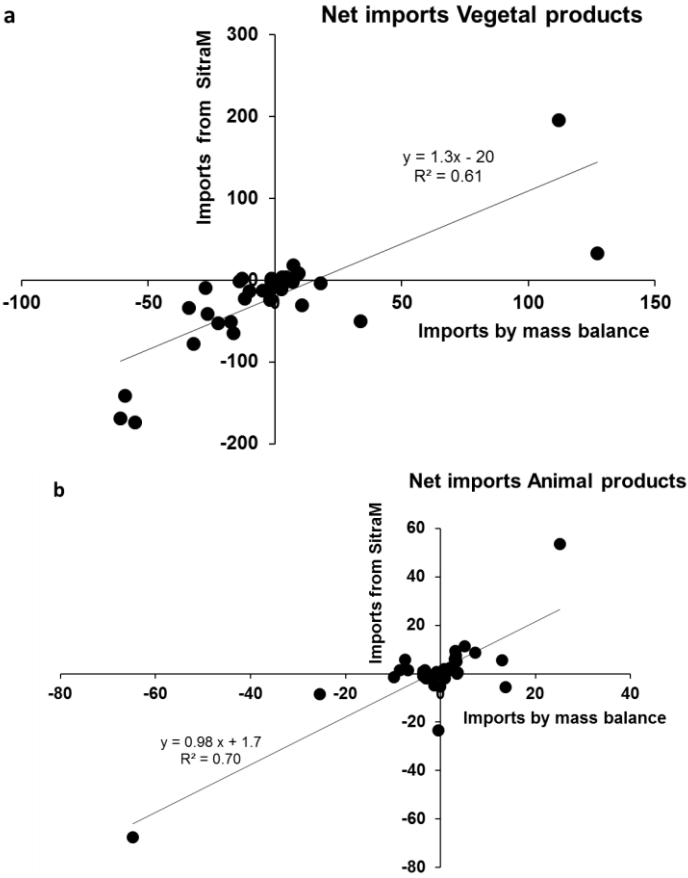 a
Net imports Vegetal products
Imports from SitraM
300
200
100
0
-100
-200
y = 1.3x - 20
R² = 0.61
-100 -50 0 50 100 150
Imports by mass balance
b
Net imports Animal products
Imports from SitraM
60
40
20
-20
-40
-60
-80
-80 -60 -40 -20 0 20 40
Imports by mass balance
y = 0.98 x + 1.7
R² = 0.70